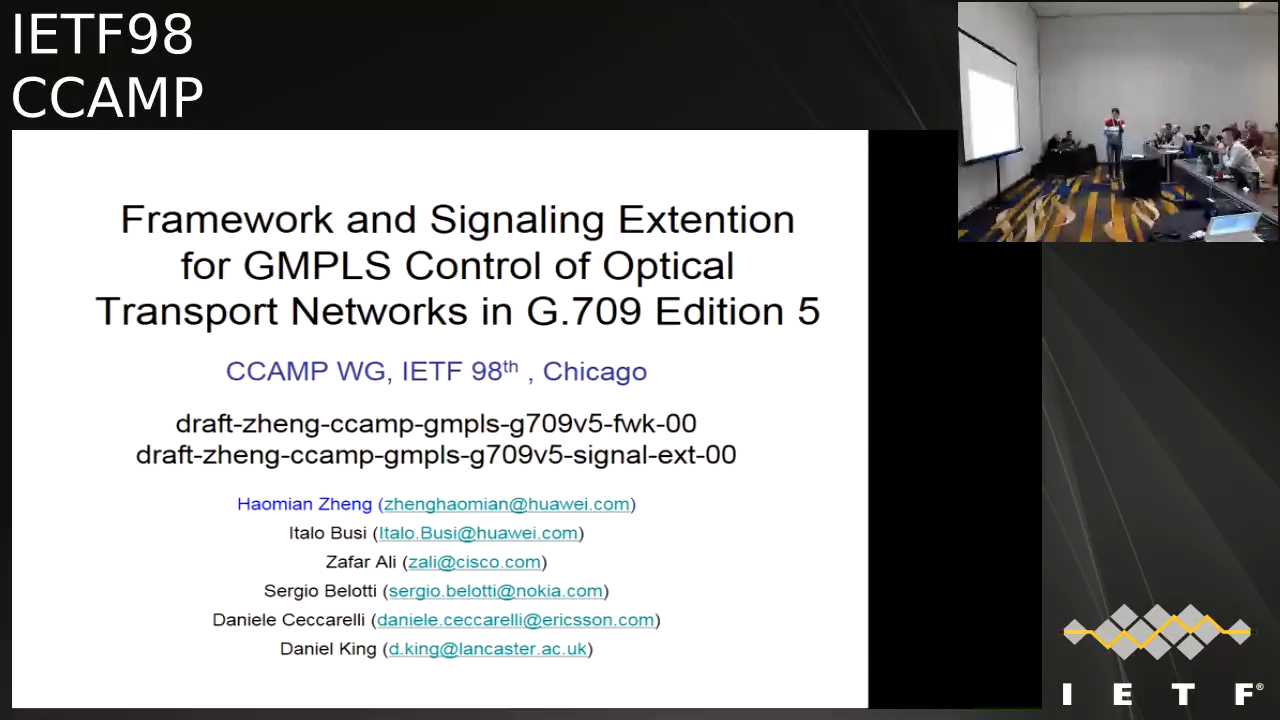 IETF98
CCAMP
Framework and Signaling Extention
for GMPLS Control of Optical
Transport Networks in G.709 Edition 5
CCAMP WG, IETF 98th , Chicago
draft-zheng-ccamp-gmpls-g709v5-fwk-00
draft-zheng-ccamp-gmpls-g709v5-signal-ext-00
Haomian Zheng (zhenghaomian@huawei.com)
Italo Busi (Italo.Busi@huawei.com)
Zafar Ali (zali@cisco.com)
Sergio Belotti (sergio.belotti@nokia.com)
Daniele Ceccarelli (daniele.ceccarelli@ericsson.com)
Daniel King (d.king@lancaster.ac.uk)
I E T F®